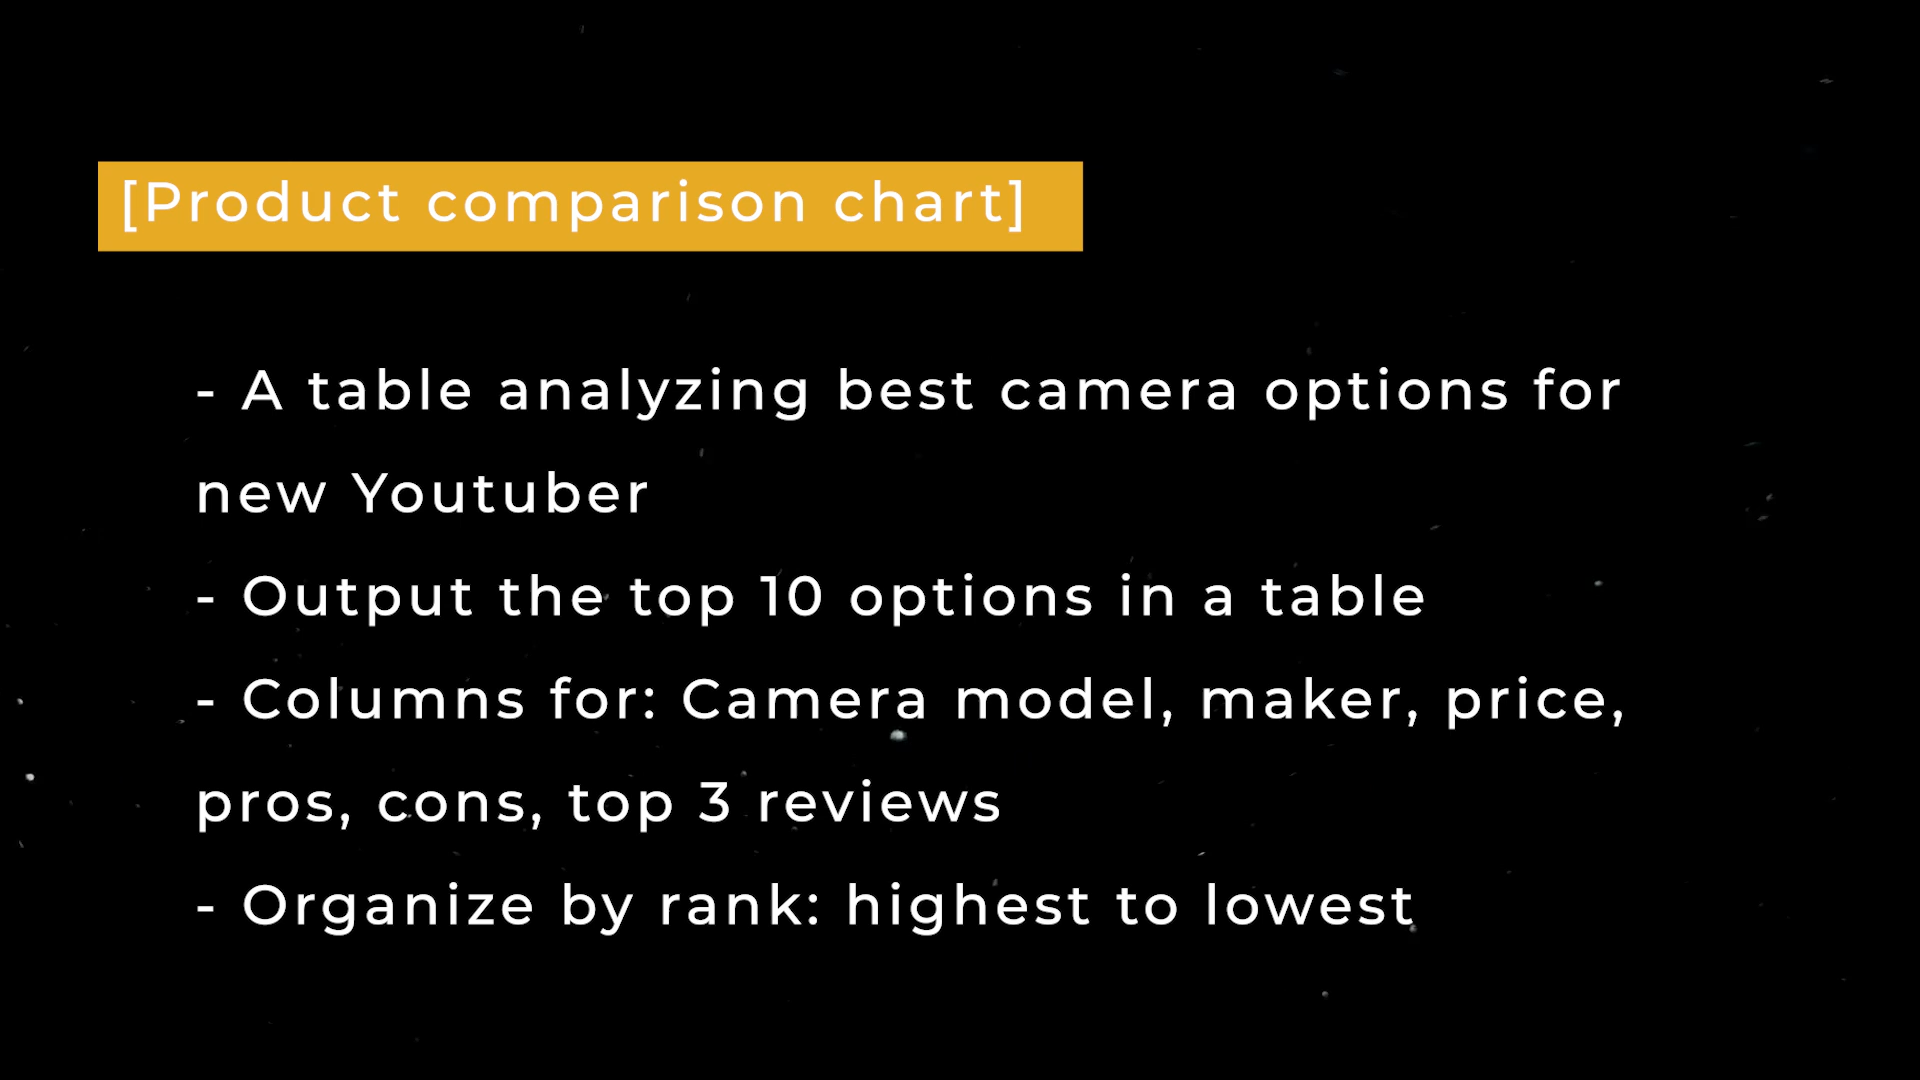 [Product comparison chart]
- A table analyzing best camera options for
new Youtuber
- Output the top 10 options in a table
- Columns for: Camera model, maker, price,
pros, cons, top 3 reviews
- Organize by rank: highest to lowest